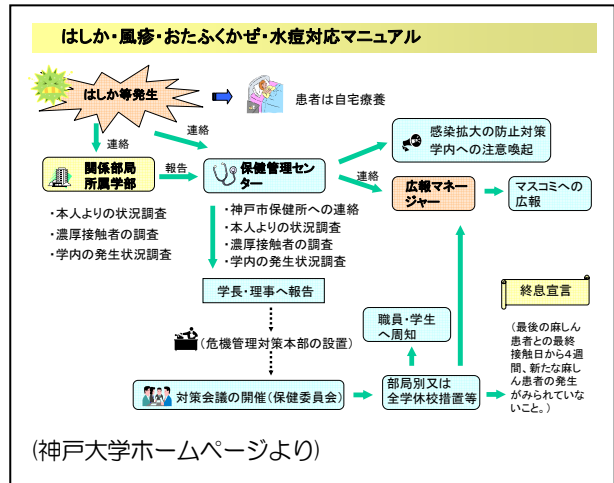 はしか・風疹・おたふくかぜ・水痘対応マニュアル
はしか等発生
患者は自宅療養
連絡
連絡
関係部局
所属学部
報告
保健管理セン
ター
感染拡大の防止対策
学内への注意喚起
連絡
広報マネー
ジャー
マスコミへの
広報
・本人よりの状況調査
・濃厚接触者の調査
・学内の発生状況調査
・神戸市保健所への連絡
・本人よりの状況調査
・濃厚接触者の調査
・学内の発生状況調査
学長・理事へ報告
(危機管理対策本部の設置)
職員・学生
へ周知
終息宣言
(最後の麻しん
患者との最終
接触日から4週
間、新たな麻し
ん患者の発生
がみられていな
いこと。)
対策会議の開催(保健委員会)
部局別又は
全学休校措置等
(神戸大学ホームページより)